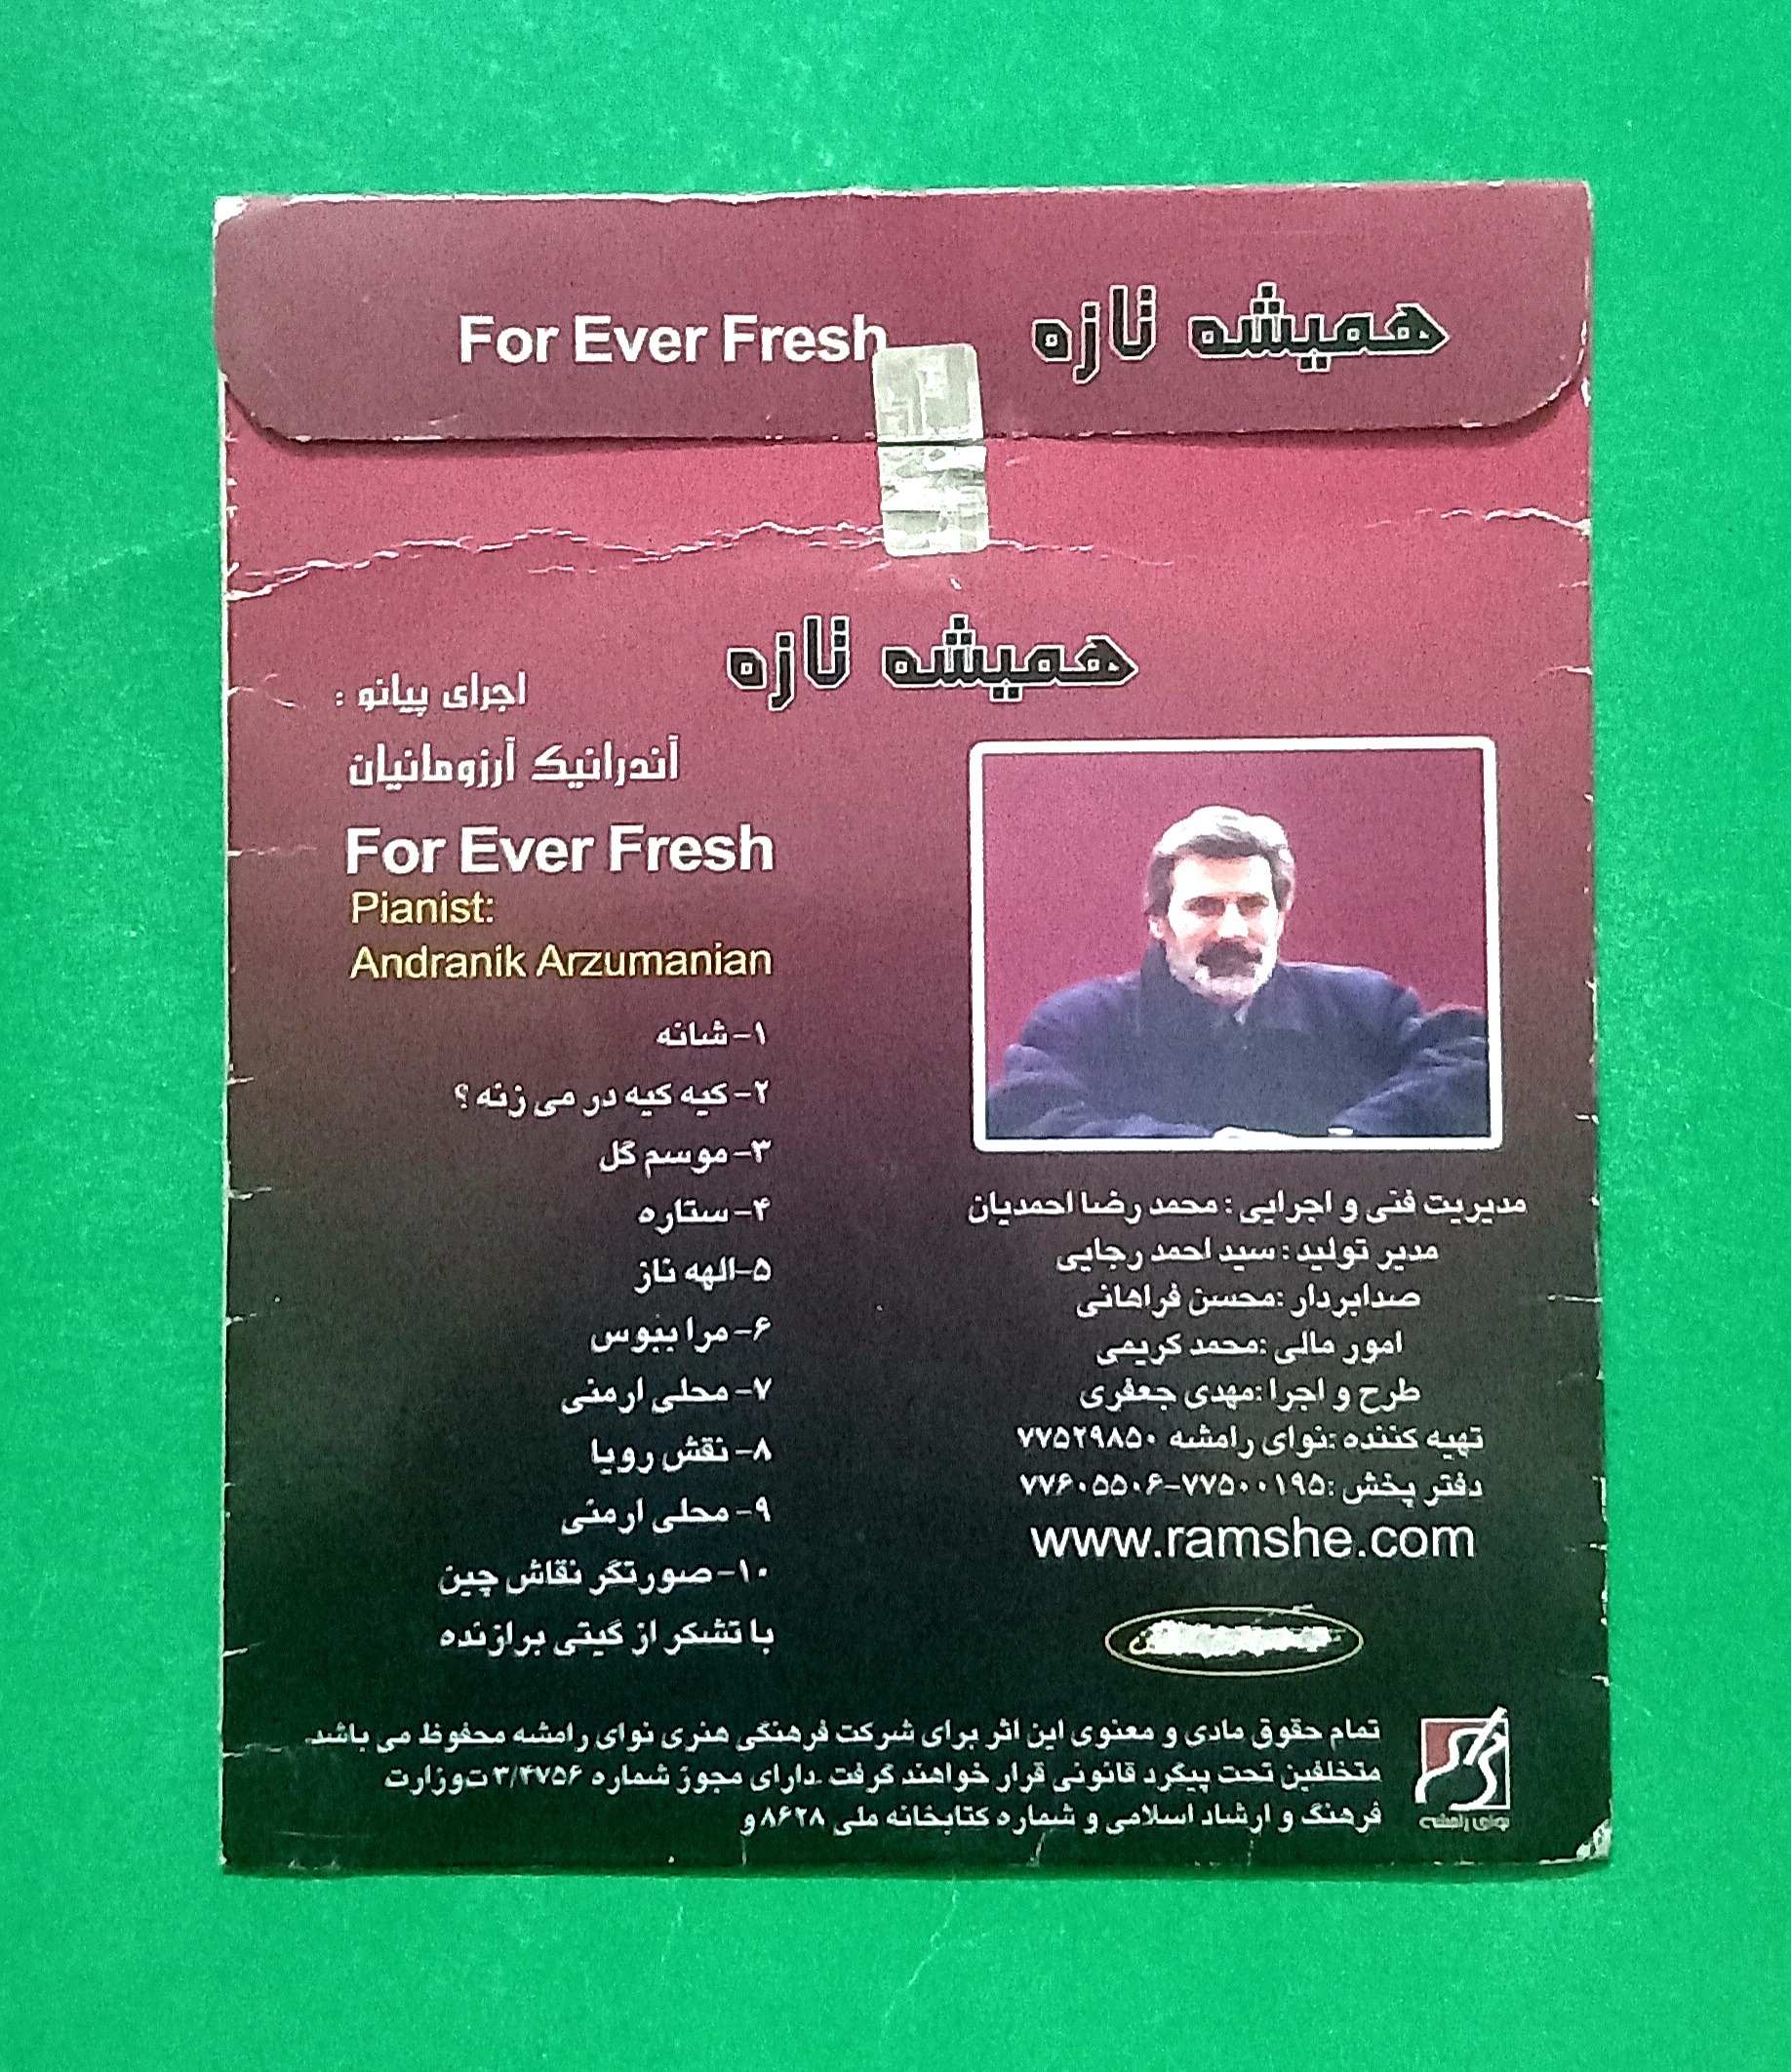 همیشه تازه
For Ever Fresh
همیشه تازه
اجرای پیانو :
آندرانیک آرزومانیان
For Ever Fresh
Pianist:
Andranik Arzumanian
۱- شانه
۲- کیه کیه در می زنه ؟
۳- موسم گل
۴- ستاره
۵-الهه ناز
۶- مرا ببوس
۷- محلی ارمنی
۸- نقش رویا
۹- محلی ارمنی
۱۰-صورتگر نقاش چین
با تشکر از گیتی برازنده
مدیریت فنی و اجرایی : محمد رضا احمدیان
مدیر تولید : سید احمد رجایی
صدابردار :محسن فراهانی
امور مالی :محمد کریمی
طرح و اجرا :مهدی جعفری
تهیه کننده :نوای رامشه ۷۷۵۲۹۸۵۰
دفتر پخش :۷۷۵۰۰۱۹۵-۷۷۶۰۵۵۰۶
www.ramshe.com
تمام حقوق مادی و معنوی این اثر برای شرکت فرهنگی هنری نوای رامشه محفوظ می باشد.
متخلفین تحت پیگرد قانونی قرار خواهند گرفت .دارای مجوز شماره ۳/۴۷۵۶ ت‌وزارت
فرهنگ و ارشاد اسلامی و شماره کتابخانه ملی ۸۶۲۸و
نوای رامشه